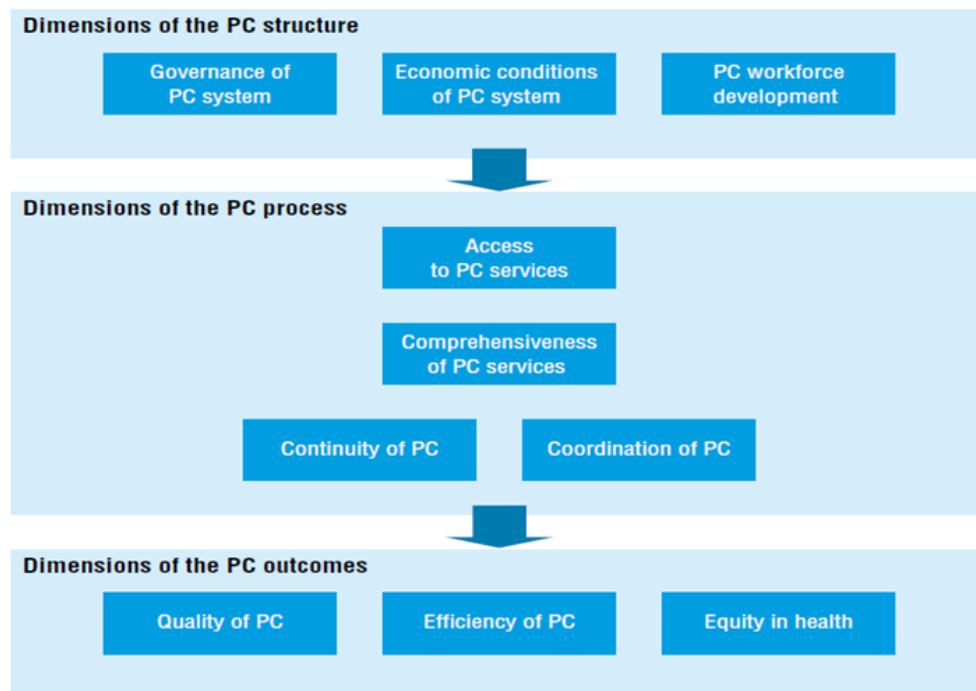 Dimensions of the PC structure
Governance of
PC system
Economic conditions
of PC system
PC workforce
development
Dimensions of the PC process
Access
to PC services
Comprehensiveness
of PC services
Continuity of PC
Coordination of PC
Dimensions of the PC outcomes
Quality of PC
Efficiency of PC
Equity in health